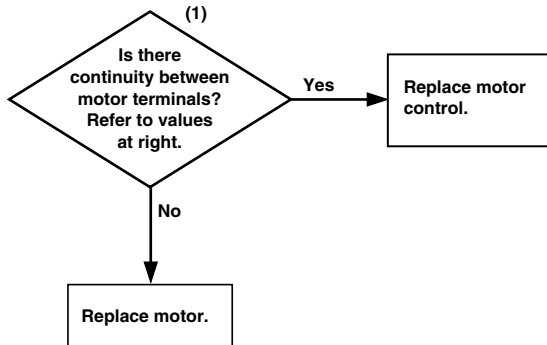 (1)
Is there
continuity between
motor terminals?
Refer to values
at right.
Yes
Replace motor
control.
No
Replace motor.